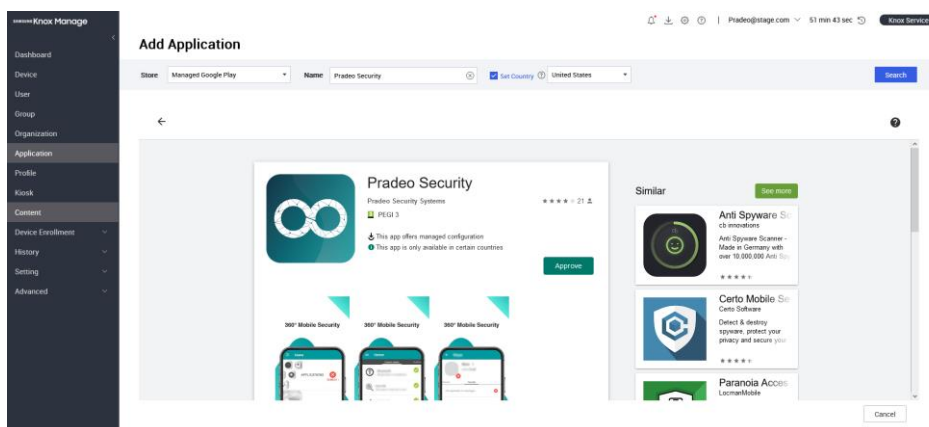 SAMSUNG Knox Manage
Pradeo@stage.com
51 min 43 sec
Knox Service
Add Application
Dashboard
Device
User
Group
Organization
Application
Profile
Kiosk
Content
Device Enrollment
History
Setting
Advanced
Store
Managed Google Play
Name
Pradeo Security
Set Country
United States
Search
Pradeo Security
Pradeo Security Systems
21
PEGI 3
This app offers managed configuration
This app is only available in certain countries
Approve
360° Mobile Security
360° Mobile Security
360° Mobile Security
Similar
See more
Anti Spyware Sc
cb innovations
Anti Spyware Scanner -
Made in Germany with
over 10,000,000 Anti Spy
Certo Mobile Se
Certo Software
Detect & destroy
spyware, protect your
privacy and secure your
Paranoia Acces
LocmanMobile
Cancel